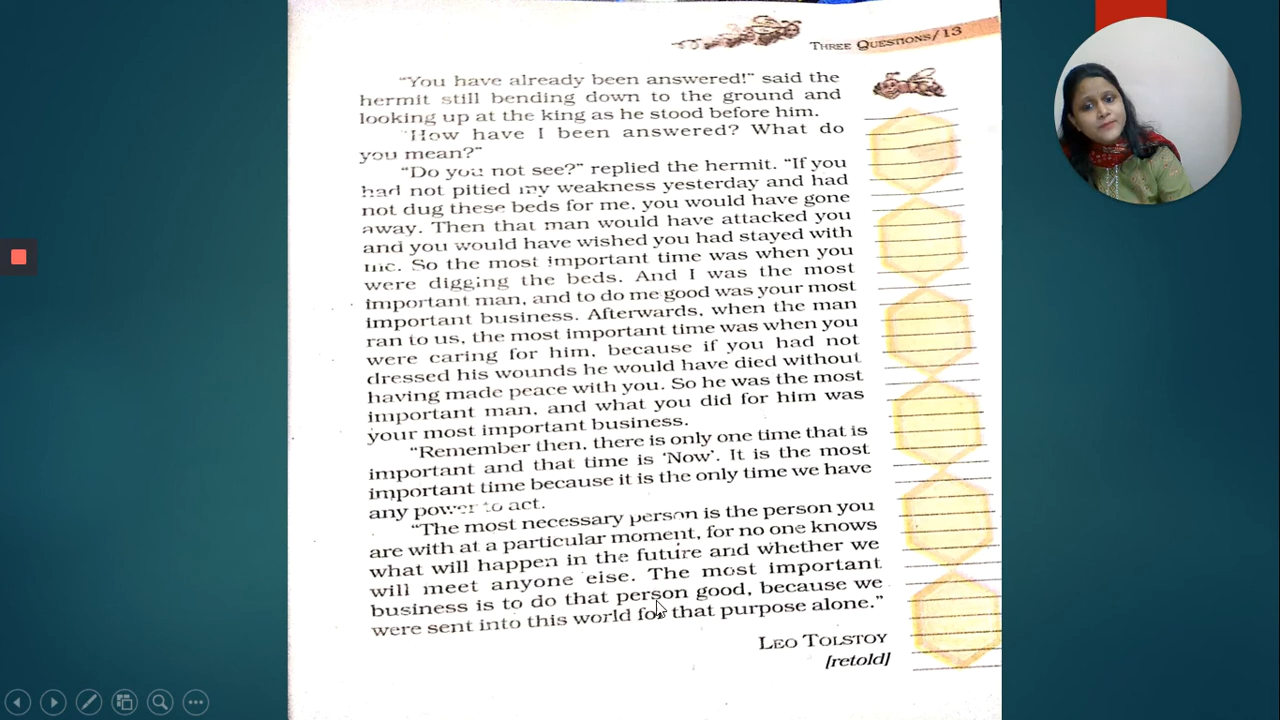 THREE QUESTIONS/13
“You have already been answered!” said the
hermit still bending down to the ground and
looking up at the king as he stood before him.
“How have I been answered? What do
you mean?”
“Do you not see?” replied the hermit. “If you
had not pitied my weakness yesterday and had
not dug these beds for me, you would have gone
away. Then that man would have attacked you
and you would have wished you had stayed with
me. So the most important time was when you
were digging the beds. And I was the most
important man, and to do me good was your most
important business. Afterwards, when the man
ran to us, the most important time was when you
were caring for him, because if you had not
dressed his wounds he would have died without
having made peace with you. So he was the most
important man, and what you did for him was
your most important business.
“Remember then, there is only one time that is
important and that time is ‘Now’. It is the most
important time because it is the only time we have
any power to act.
“The most necessary person is the person you
are with at a particular moment, for no one knows
what will happen in the future and whether we
will meet anyone else. The most important
business is to do that person good, because we
were sent into this world for that purpose alone.”
LEO TOLSTOY
[retold]